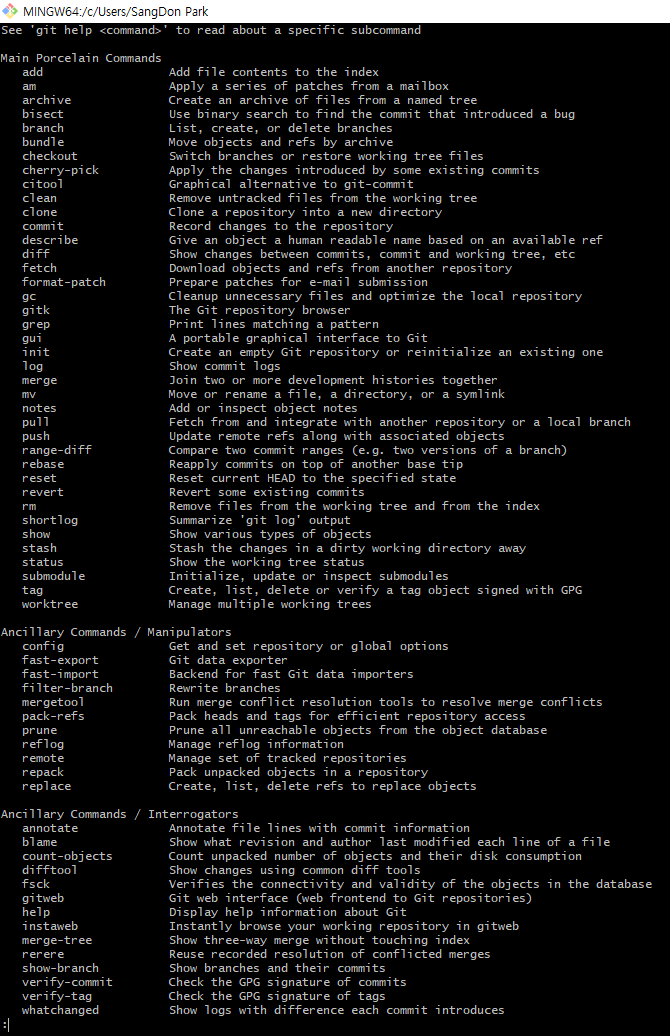 MINGW64:/c/Users/SangDon Park
See 'git help <command>' to read about a specific subcommand
Main Porcelain Commands
add Add file contents to the index
am Apply a series of patches from a mailbox
archive Create an archive of files from a named tree
bisect Use binary search to find the commit that introduced a bug
branch List, create, or delete branches
bundle Move objects and refs by archive
checkout Switch branches or restore working tree files
cherry-pick Apply the changes introduced by some existing commits
citool Graphical alternative to git-commit
clean Remove untracked files from the working tree
clone Clone a repository into a new directory
commit Record changes to the repository
describe Give an object a human readable name based on an available ref
diff Show changes between commits, commit and working tree, etc
fetch Download objects and refs from another repository
format-patch Prepare patches for e-mail submission
gc Cleanup unnecessary files and optimize the local repository
gitk The Git repository browser
grep Print lines matching a pattern
gui A portable graphical interface to Git
init Create an empty Git repository or reinitialize an existing one
log Show commit logs
merge Join two or more development histories together
mv Move or rename a file, a directory, or a symlink
notes Add or inspect object notes
pull Fetch from and integrate with another repository or a local branch
push Update remote refs along with associated objects
range-diff Compare two commit ranges (e.g. two versions of a branch)
rebase Reapply commits on top of another base tip
reset Reset current HEAD to the specified state
revert Revert some existing commits
rm Remove files from the working tree and from the index
shortlog Summarize 'git log' output
show Show various types of objects
stash Stash the changes in a dirty working directory away
status Show the working tree status
submodule Initialize, update or inspect submodules
tag Create, list, delete or verify a tag object signed with GPG
worktree Manage multiple working trees
Ancillary Commands / Manipulators
config Get and set repository or global options
fast-export Git data exporter
fast-import Backend for fast Git data importers
filter-branch Rewrite branches
mergetool Run merge conflict resolution tools to resolve merge conflicts
pack-refs Pack heads and tags for efficient repository access
prune Prune all unreachable objects from the object database
reflog Manage reflog information
remote Manage set of tracked repositories
repack Pack unpacked objects in a repository
replace Create, list, delete refs to replace objects
Ancillary Commands / Interrogators
annotate Annotate file lines with commit information
blame Show what revision and author last modified each line of a file
count-objects Count unpacked number of objects and their disk consumption
difftool Show changes using common diff tools
fsck Verifies the connectivity and validity of the objects in the database
gitweb Git web interface (web frontend to Git repositories)
help Display help information about Git
instaweb Instantly browse your working repository in gitweb
merge-tree Show three-way merge without touching index
rerere Reuse recorded resolution of conflicted merges
show-branch Show branches and their commits
verify-commit Check the GPG signature of commits
verify-tag Check the GPG signature of tags
whatchanged Show logs with difference each commit introduces
: